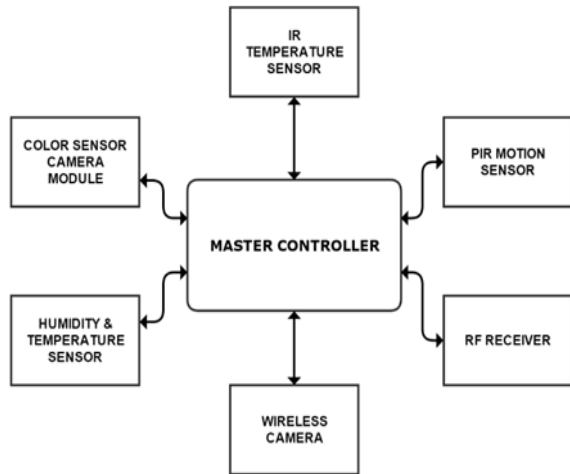 IR
TEMPERATURE
SENSOR
COLOR SENSOR
CAMERA
MODULE
PIR MOTION
SENSOR
MASTER CONTROLLER
HUMIDITY &
TEMPERATURE
SENSOR
RF RECEIVER
WIRELESS
CAMERA